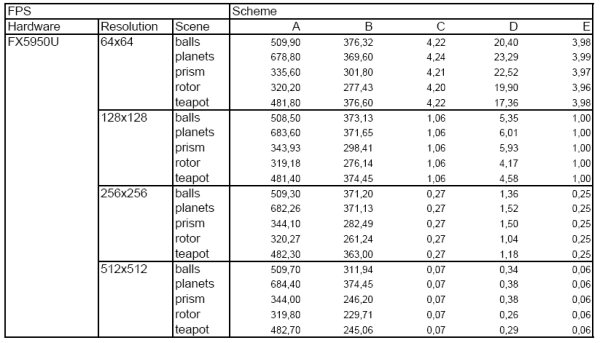 FPS Scheme
Hardware Resolution Scene A B C D E
FX5950U 64x64 balls 509,90 376,32 4,22 20,40 3,98
planets 678,80 369,60 4,24 23,29 3,99
prism 335,60 301,80 4,21 22,52 3,97
rotor 320,20 277,43 4,20 19,90 3,96
teapot 481,80 376,60 4,22 17,36 3,98
128x128 balls 508,50 373,13 1,06 5,35 1,00
planets 683,60 371,65 1,06 6,01 1,00
prism 343,93 298,41 1,06 5,93 1,00
rotor 319,18 276,14 1,06 4,17 1,00
teapot 481,40 374,45 1,06 4,58 1,00
256x256 balls 509,30 371,20 0,27 1,36 0,25
planets 682,26 371,13 0,27 1,52 0,25
prism 344,10 282,49 0,27 1,50 0,25
rotor 320,27 261,24 0,27 1,04 0,25
teapot 482,30 363,00 0,27 1,18 0,25
512x512 balls 509,70 311,94 0,07 0,34 0,06
planets 684,40 374,45 0,07 0,38 0,06
prism 344,00 246,20 0,07 0,38 0,06
rotor 319,80 229,71 0,07 0,26 0,06
teapot 482,70 245,06 0,07 0,29 0,06